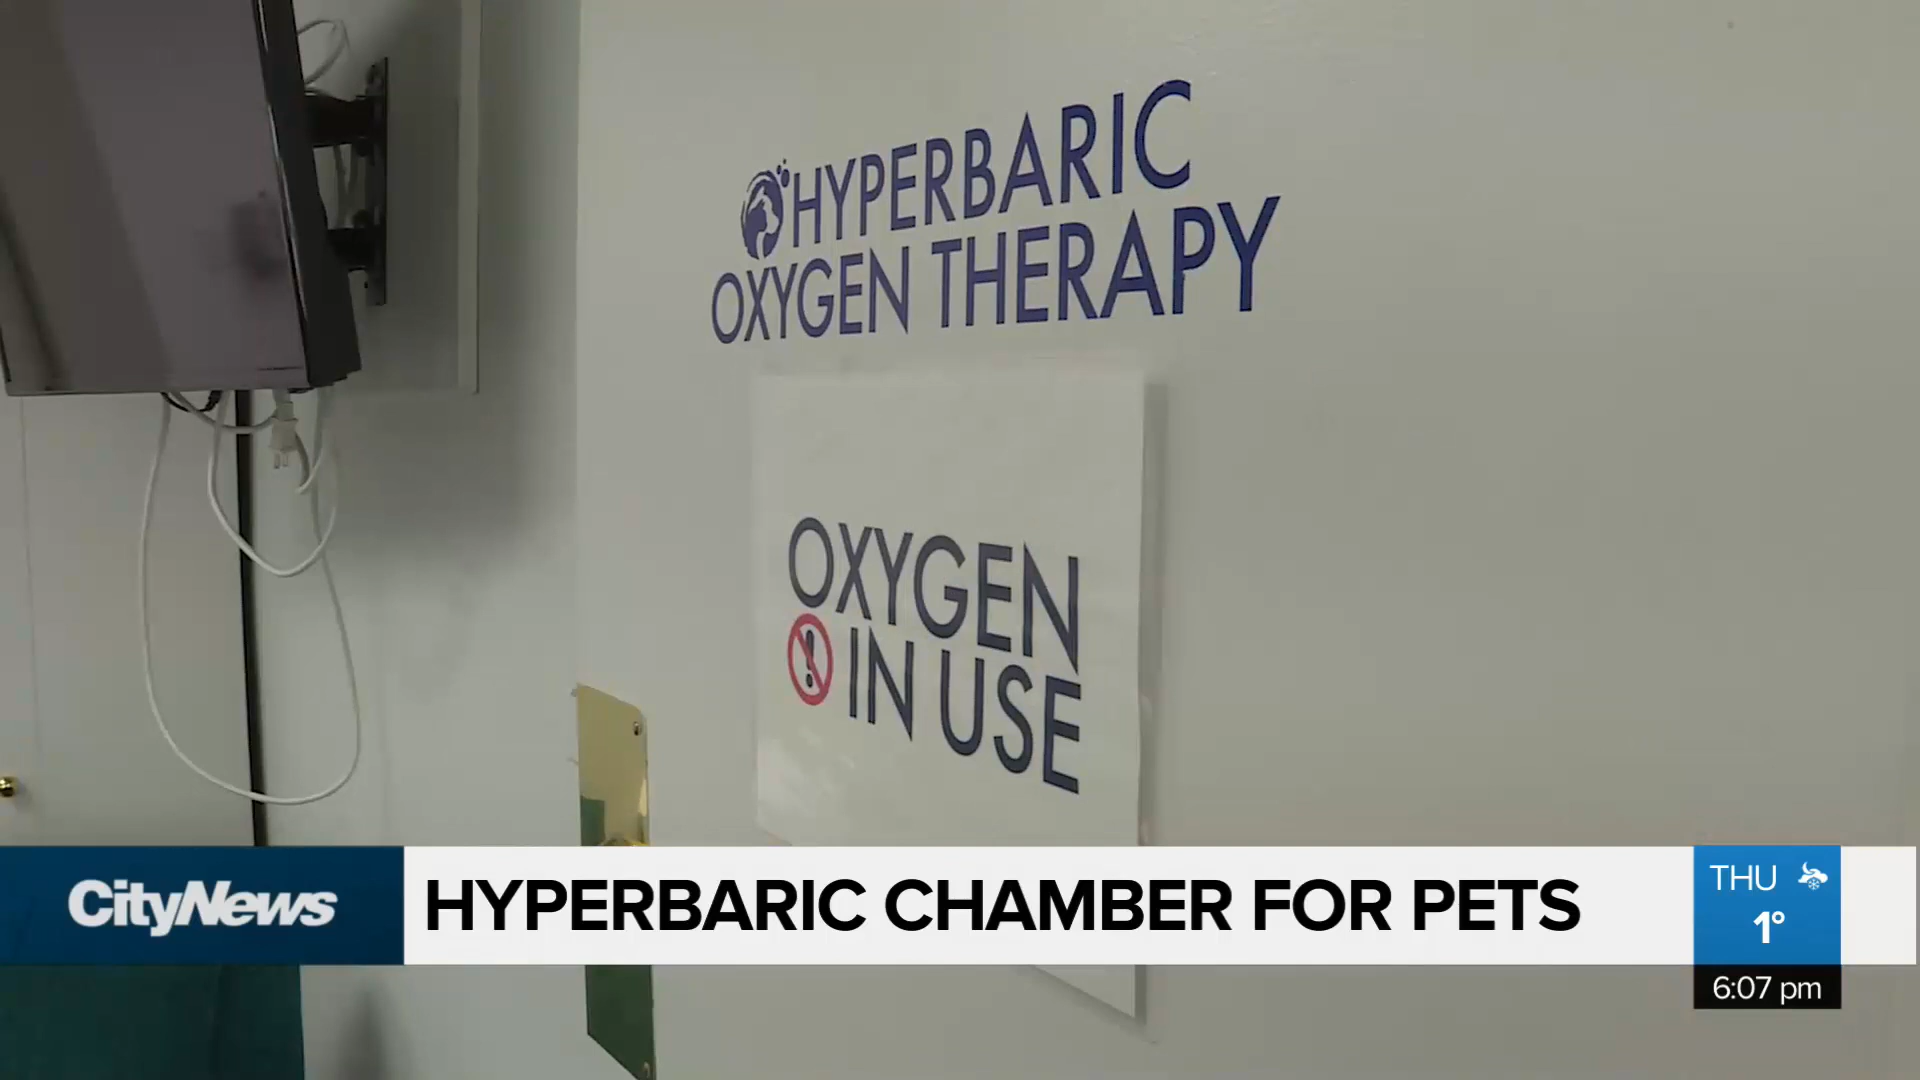 HYPERBARIC
OXYGEN THERAPY
OXYGEN
IN USE
CityNews
HYPERBARIC CHAMBER FOR PETS
THU
1°
6:07 pm